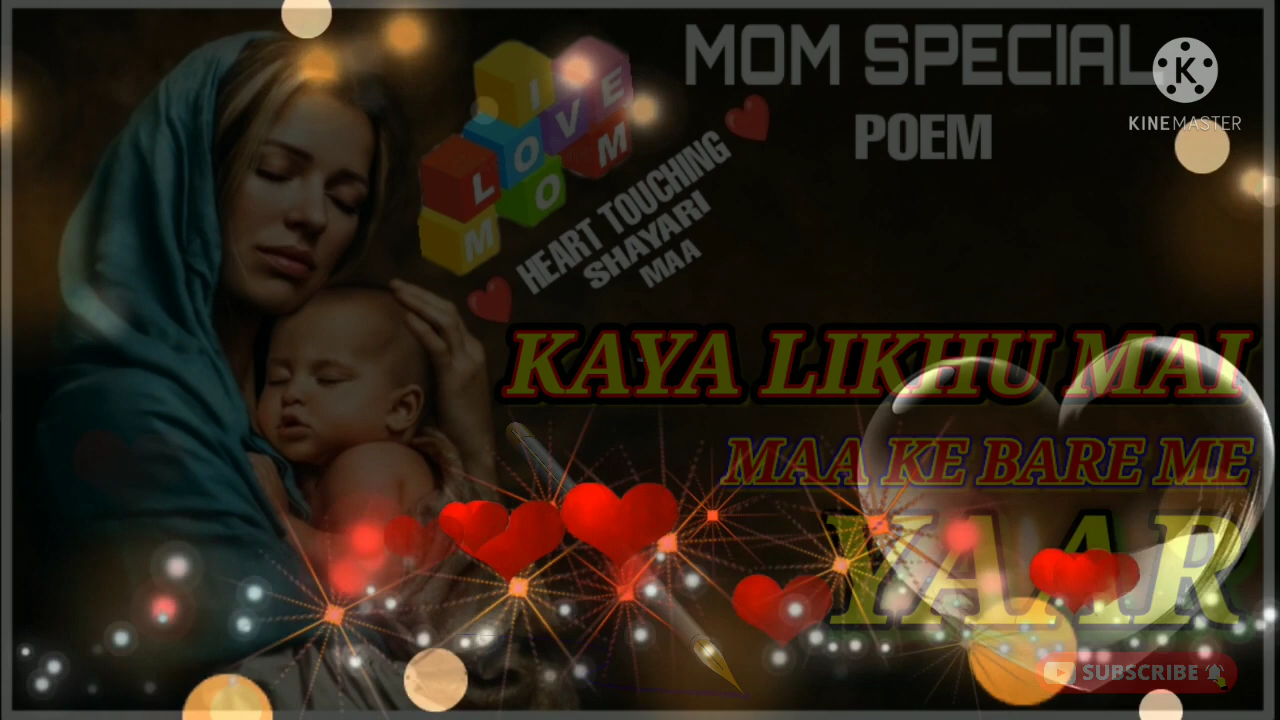 MOM SPECIAL
POEM
KINEMASTER
I LOVE
MOM
HEART TOUCHING
SHAYARI
MAA
KAYA LIKHU MAI
MAA KE BARE ME
YAAR
SUBSCRIBE